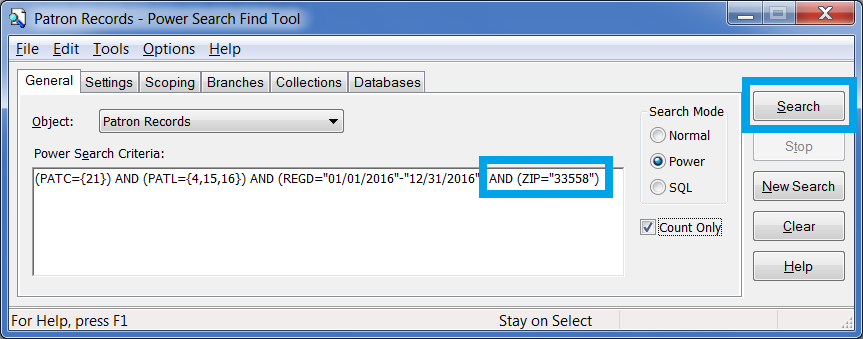 Patron Records - Power Search Find Tool
File Edit Tools Options Help
General Settings Scoping Branches Collections Databases
Object: Patron Records
Power Search Criteria:
(PATC={21}) AND (PATL={4,15,16}) AND (REGD="01/01/2016"-"12/31/2016" AND (ZIP="33558")
Search Mode
Normal
Power
SQL
Count Only
Search
Stop
New Search
Clear
Help
For Help, press F1 Stay on Select